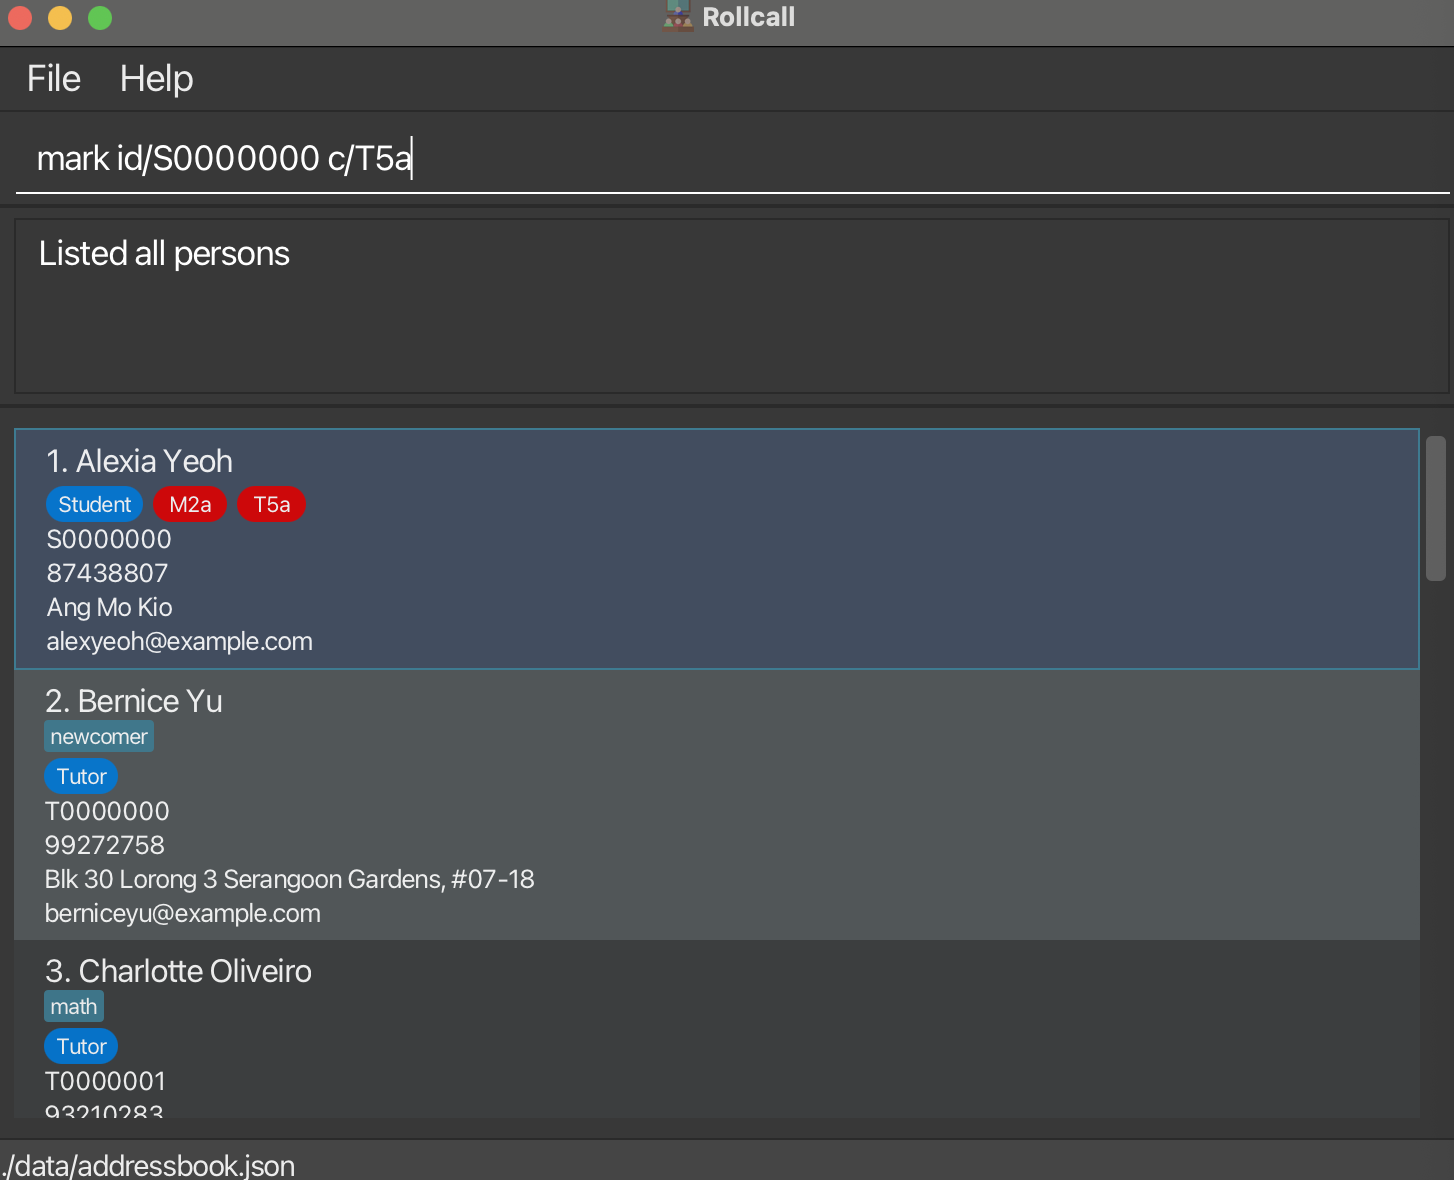 Rollcall
File Help
mark id/S0000000 c/T5a
Listed all persons
1. Alexia Yeoh
Student M2a T5a
S0000000
87438807
Ang Mo Kio
alexyeoh@example.com
2. Bernice Yu
newcomer
Tutor
T0000000
99272758
Blk 30 Lorong 3 Serangoon Gardens, #07-18
berniceyu@example.com
3. Charlotte Oliveiro
math
Tutor
T0000001
93210283
./data/addressbook.json